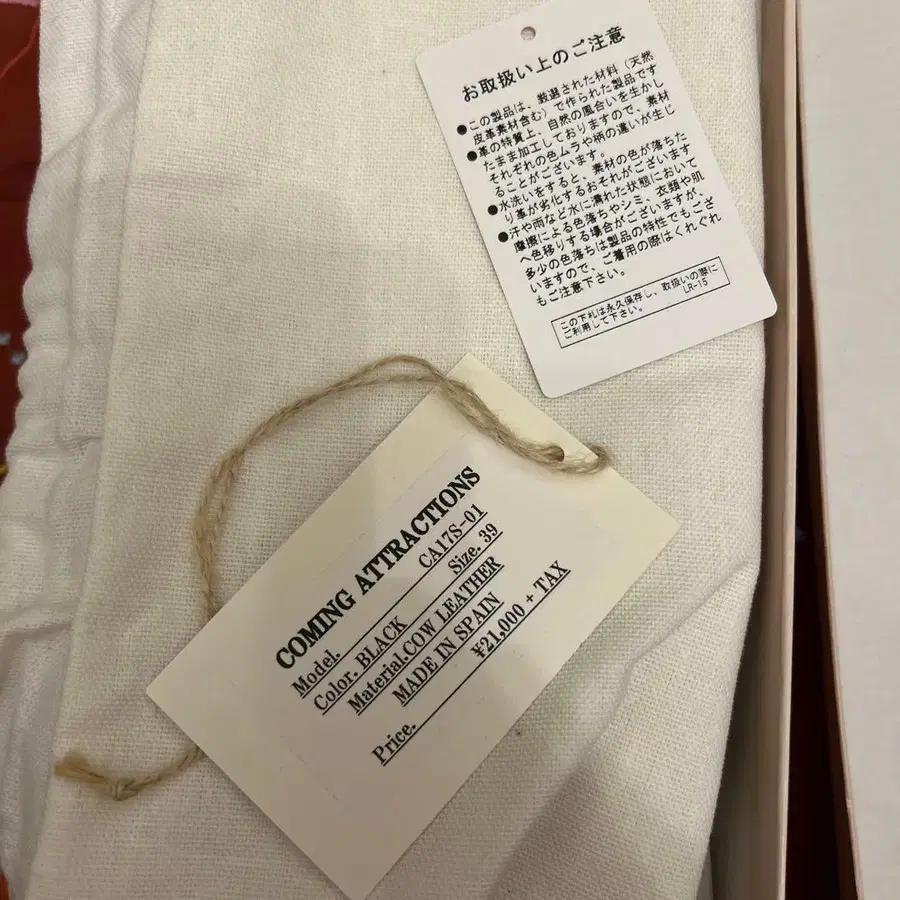 お取扱い上のご注意
●この製品は、厳選された材料（天然
皮革素材含む）で作られた製品です
●革の特質上、自然の風合いを生かし
たまま加工しておりますので、素材
それぞれの色ムラや柄の違いが生じ
ることがございます。
●水洗いをすると、素材の色が落ちた
り革が劣化するおそれがございます
●汗や雨など水に濡れた状態において
摩擦による色落ちやシミ、衣類や肌
へ色移りする場合がございますが、
多少の色落ちは製品の特性でもござ
いますので、ご着用の際はくれぐれ
もご注意下さい。
この下札は永久保存し、取扱いの際に
ご利用して下さい。 LR-15
COMING ATTRACTIONS
Model. CA17S-01
Color. BLACK Size. 39
Material.COW LEATHER
MADE IN SPAIN
Price. ¥21,000 + TAX